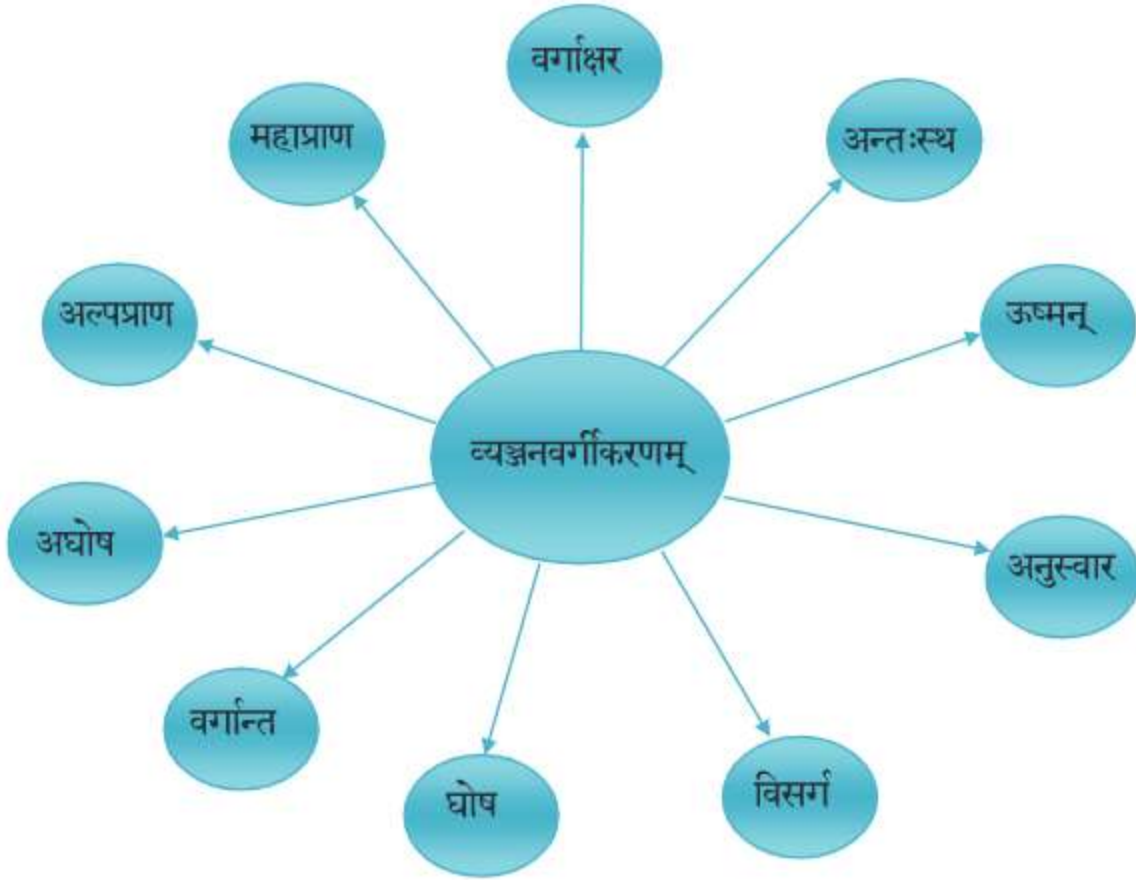 वर्गाक्षर
महाप्राण
अन्तःस्थ
अल्पप्राण
ऊष्मन्
व्यञ्जनवर्गीकरणम्
अघोष
अनुस्वार
वर्गान्त
घोष
विसर्ग